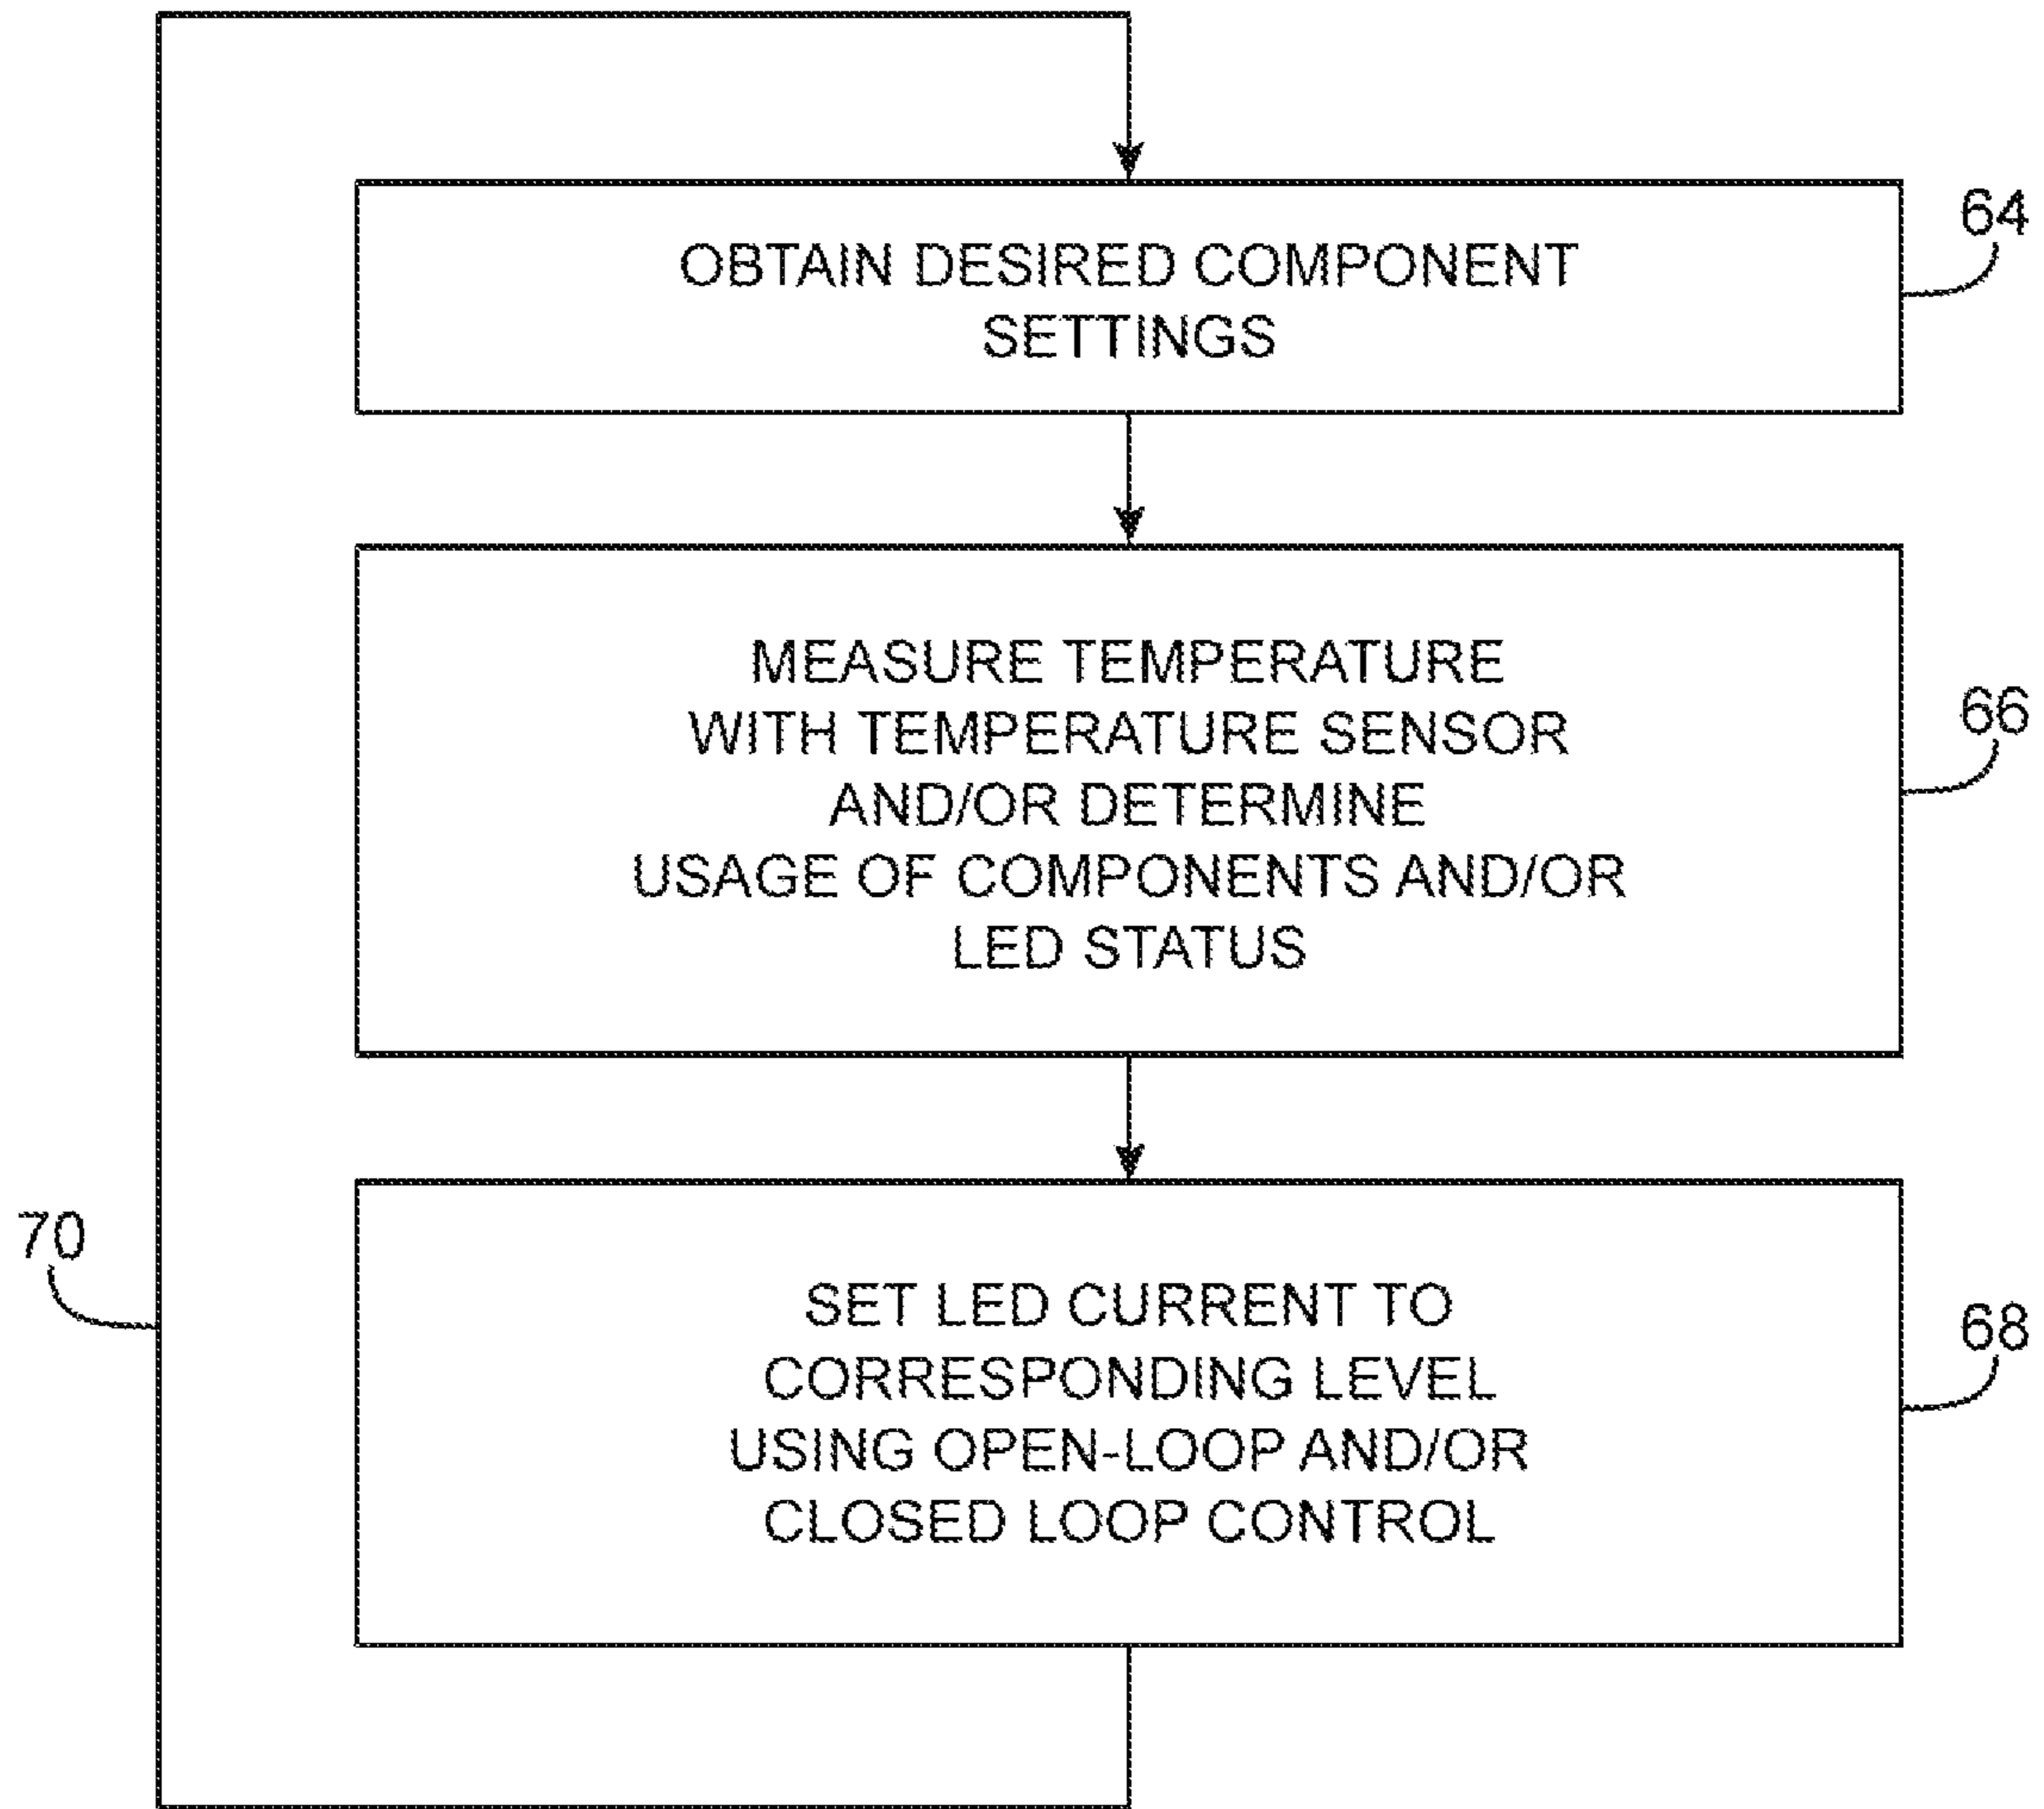 OBTAIN DESIRED COMPONENT
SETTINGS
64
MEASURE TEMPERATURE
WITH TEMPERATURE SENSOR
AND/OR DETERMINE
USAGE OF COMPONENTS AND/OR
LED STATUS
66
SET LED CURRENT TO
CORRESPONDING LEVEL
USING OPEN-LOOP AND/OR
CLOSED LOOP CONTROL
68
70